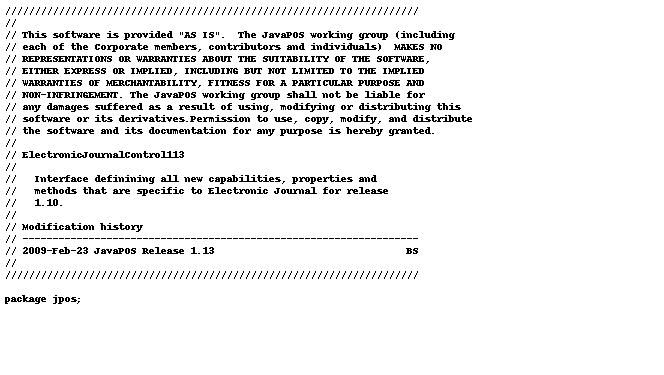 /////////////////////////////////////////////////////////////////////
//
// This software is provided "AS IS".  The JavaPOS working group (including
// each of the Corporate members, contributors and individuals)  MAKES NO
// REPRESENTATIONS OR WARRANTIES ABOUT THE SUITABILITY OF THE SOFTWARE,
// EITHER EXPRESS OR IMPLIED, INCLUDING BUT NOT LIMITED TO THE IMPLIED
// WARRANTIES OF MERCHANTABILITY, FITNESS FOR A PARTICULAR PURPOSE AND
// NON-INFRINGEMENT. The JavaPOS working group shall not be liable for
// any damages suffered as a result of using, modifying or distributing this
// software or its derivatives.Permission to use, copy, modify, and distribute
// the software and its documentation for any purpose is hereby granted.
//
// ElectronicJournalControl113
//
//   Interface definining all new capabilities, properties and
//   methods that are specific to Electronic Journal for release
//   1.10.
//
// Modification history
// ------------------------------------------------------------------
// 2009-Feb-23 JavaPOS Release 1.13                                BS
//
/////////////////////////////////////////////////////////////////////

package jpos;